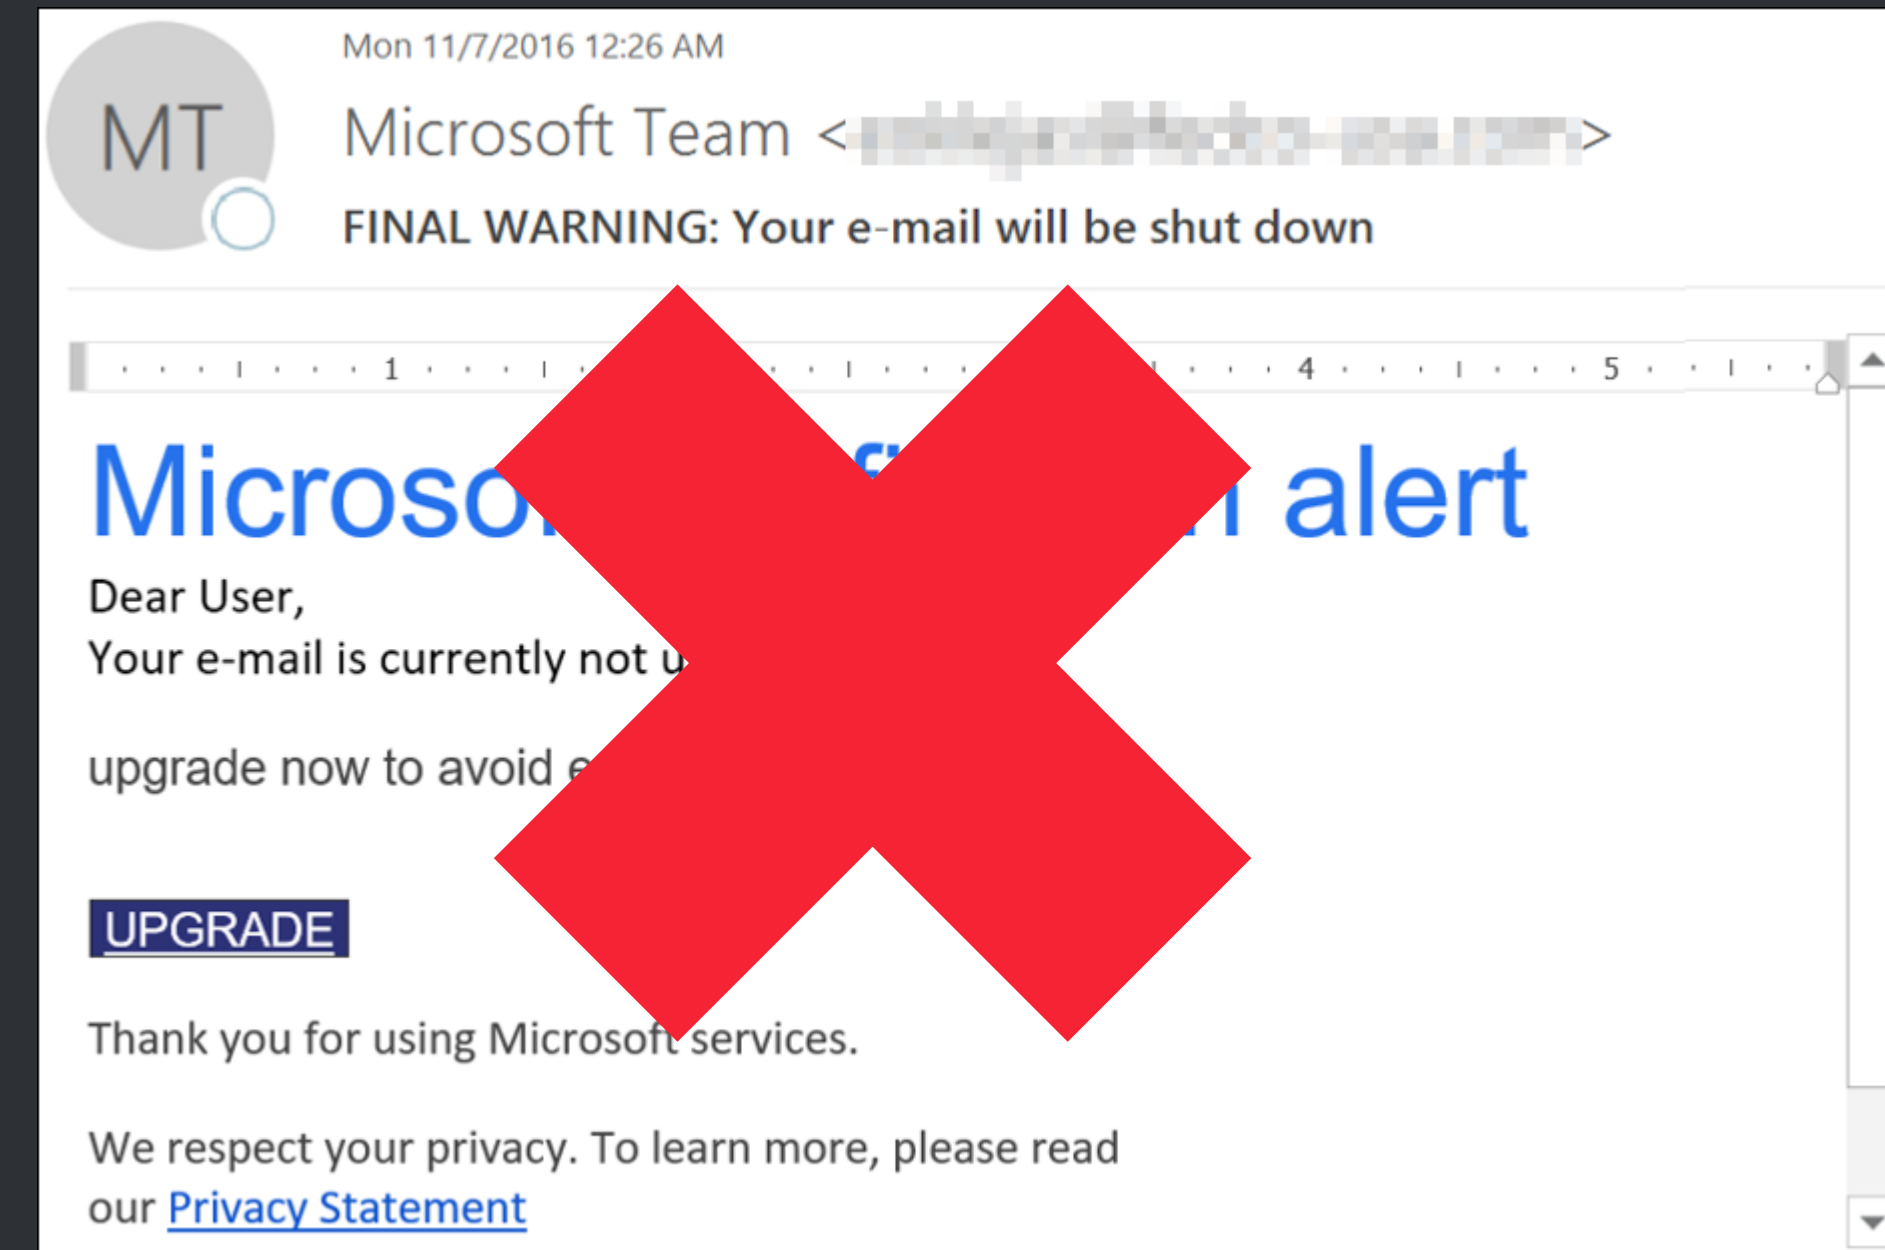 MT
Mon 11/7/2016 12:26 AM
Microsoft Team < >
FINAL WARNING: Your e-mail will be shut down
1 4 5
alert
Dear User,
Your e-mail is currently not
upgrade now to avoid
UPGRADE
Thank you for using Microsoft services.
We respect your privacy. To learn more, please read
our Privacy Statement